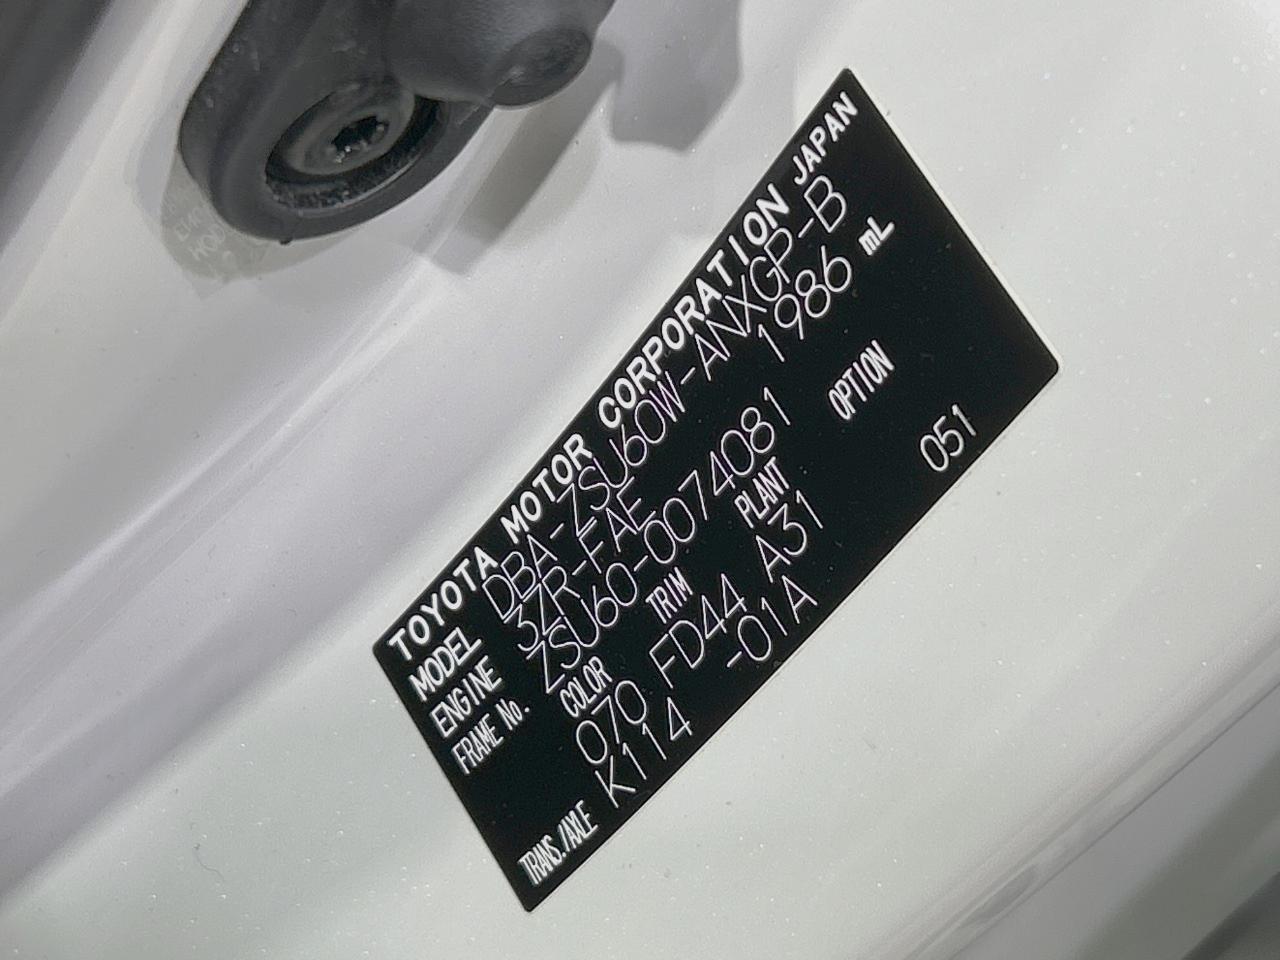 TOYOTA MOTOR CORPORATION JAPAN
MODEL DBA-ZSU60W-ANXGP-B
ENGINE 3ZR-FAE 1986 mL
FRAME No. ZSU60-0074081
COLOR TRIM PLANT OPTION
070 FD44 A31 051
TRANS./AXLE K114 -01A